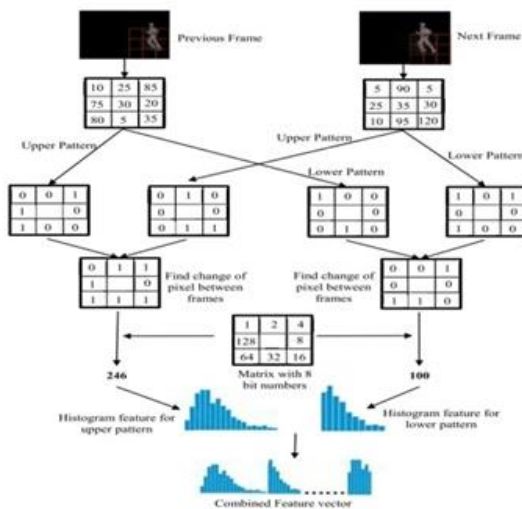 Previous Frame
Next Frame
10 25 85
75 30 20
80 5 35
5 90 5
25 35 30
10 95 120
Upper Pattern
Upper Pattern
Lower Pattern
Lower Pattern
0 0 1
1 0
1 0 0
0 1 0
0 0
0 1 1
1 0 0
0 0
0 1 0
1 0 1
0 0
1 0 0
0 1 1
1 0
1 1 1
Find change of
pixel between
frames
Find change of
pixel between
frames
0 0 1
0 0
1 1 0
1 2 4
128 8
64 32 16
246
Matrix with 8
bit numbers
100
Histogram feature for
upper pattern
Histogram feature for
lower pattern
Combined Feature vector